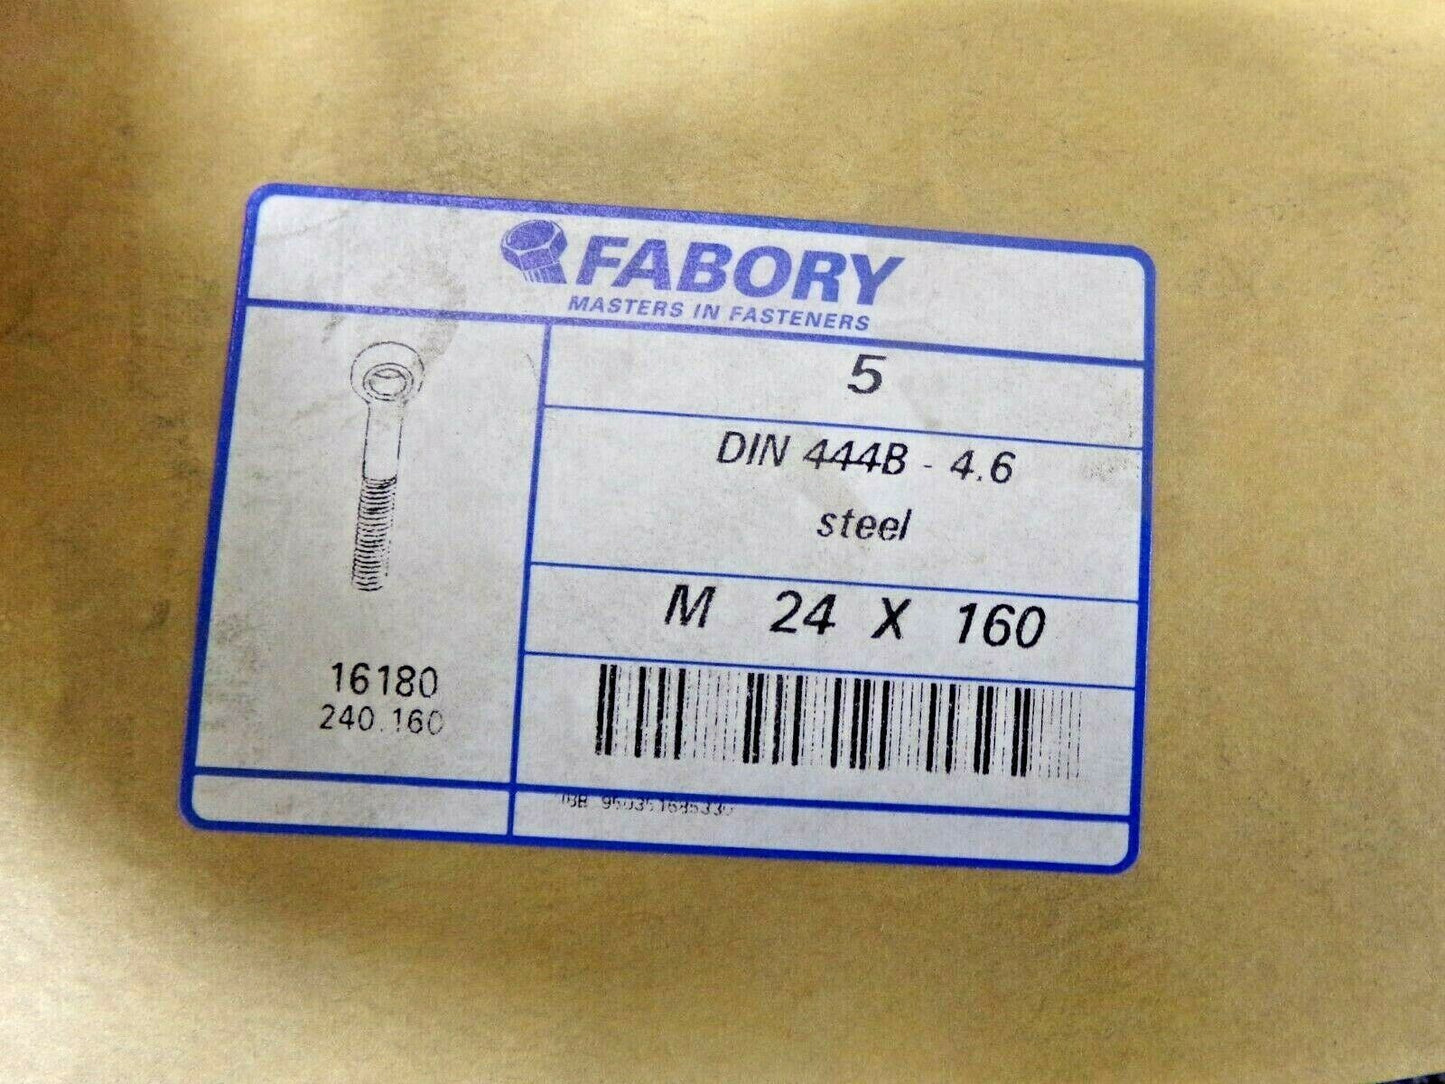 FABORY
MASTERS IN FASTENERS
5
DIN 444B - 4.6
steel
M 24 X 160
16180
240.160